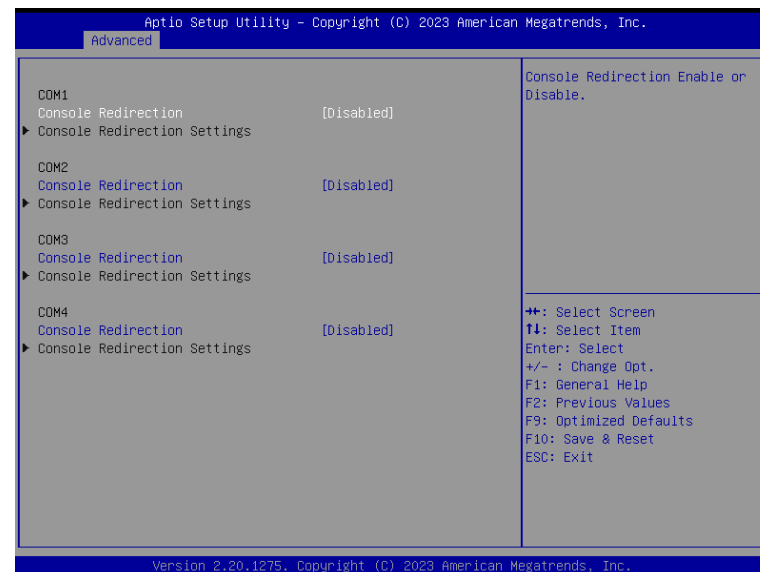 Aptio Setup Utility – Copyright (C) 2023 American Megatrends, Inc.
Advanced
COM1
Console Redirection [Disabled]
▶ Console Redirection Settings
COM2
Console Redirection [Disabled]
▶ Console Redirection Settings
COM3
Console Redirection [Disabled]
▶ Console Redirection Settings
COM4
Console Redirection [Disabled]
▶ Console Redirection Settings
Console Redirection Enable or
Disable.
→←: Select Screen
↑↓: Select Item
Enter: Select
+/- : Change Opt.
F1: General Help
F2: Previous Values
F9: Optimized Defaults
F10: Save & Reset
ESC: Exit
Version 2.20.1275. Copyright (C) 2023 American Megatrends, Inc.